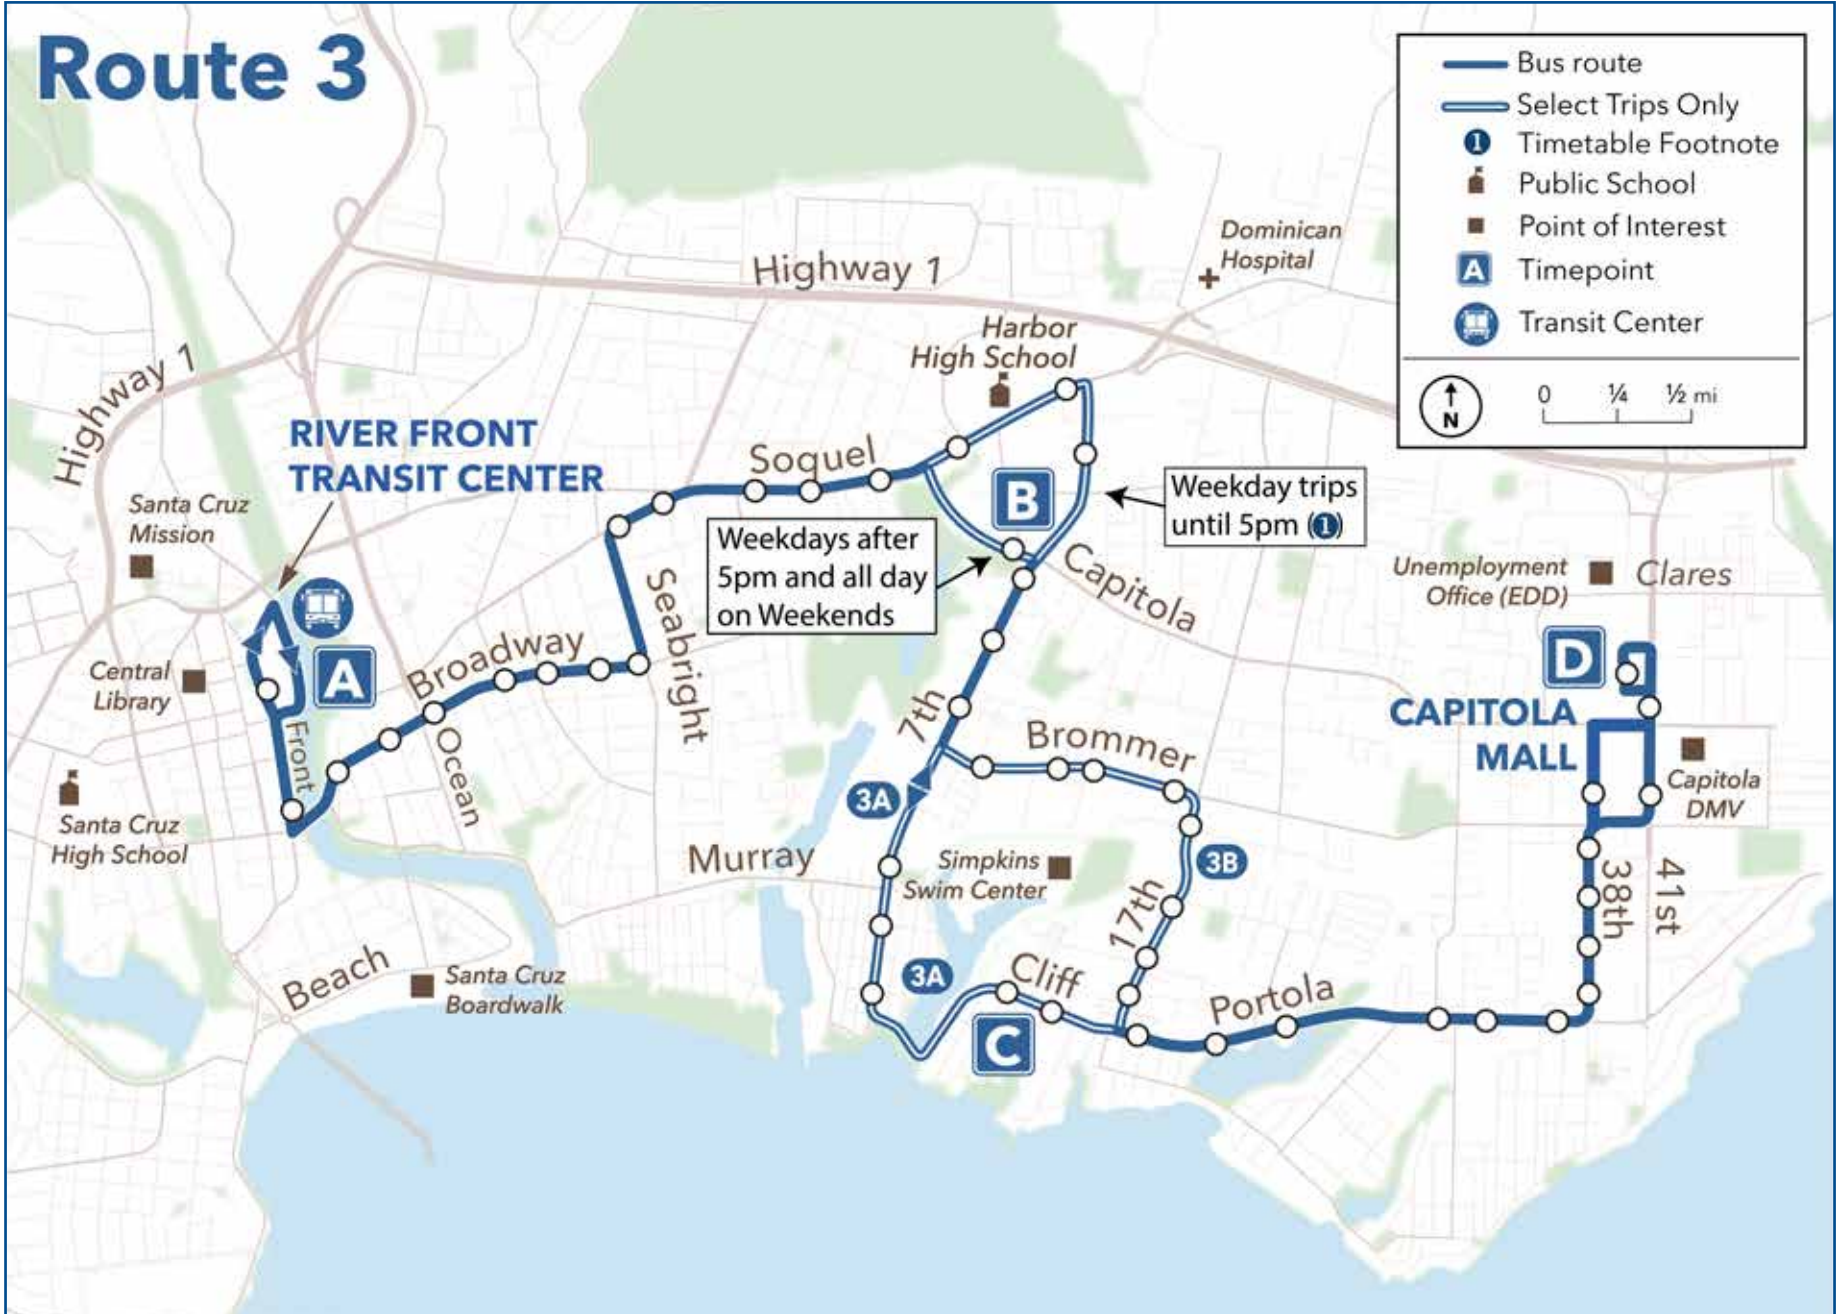 Route 3
Bus route
Select Trips Only
1
Timetable Footnote
Public School
Point of Interest
A
Timepoint
Transit Center
N
0
¼
½ mi
Dominican
Hospital
Highway 1
Harbor
High School
Highway 1
RIVER FRONT
TRANSIT CENTER
Soquel
B
Weekday trips
until 5pm (1)
Santa Cruz
Mission
Weekdays after
5pm and all day
on Weekends
Capitola
Unemployment
Office (EDD)
Clares
Seabright
Broadway
A
Central
Library
D
CAPITOLA
MALL
7th
Front
Ocean
Brommer
Capitola
DMV
3A
Santa Cruz
High School
Murray
Simpkins
Swim Center
3B
38th
41st
17th
Beach
Santa Cruz
Boardwalk
3A
Cliff
Portola
C